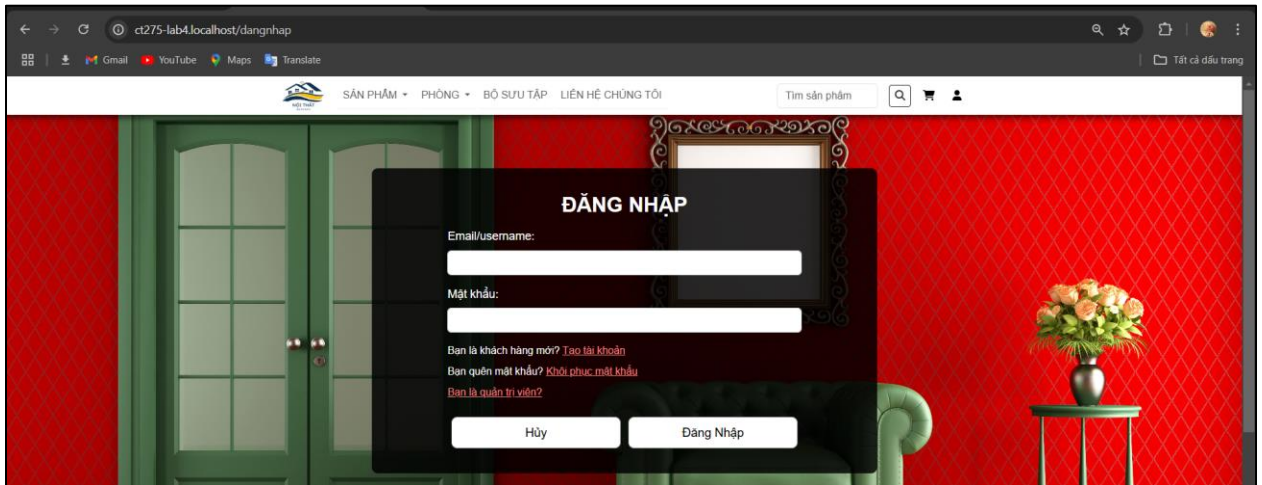 ct275-lab4.localhost/dangnhap
Gmail YouTube Maps Translate Tất cả dấu trang
NỘI THẤT SẢN PHẨM PHÒNG BỘ SƯU TẬP LIÊN HỆ CHÚNG TÔI Tìm sản phẩm
ĐĂNG NHẬP
Email/username:
Mật khẩu:
Bạn là khách hàng mới? Tạo tài khoản
Bạn quên mật khẩu? Khôi phục mật khẩu
Bạn là quản trị viên?
Hủy Đăng Nhập